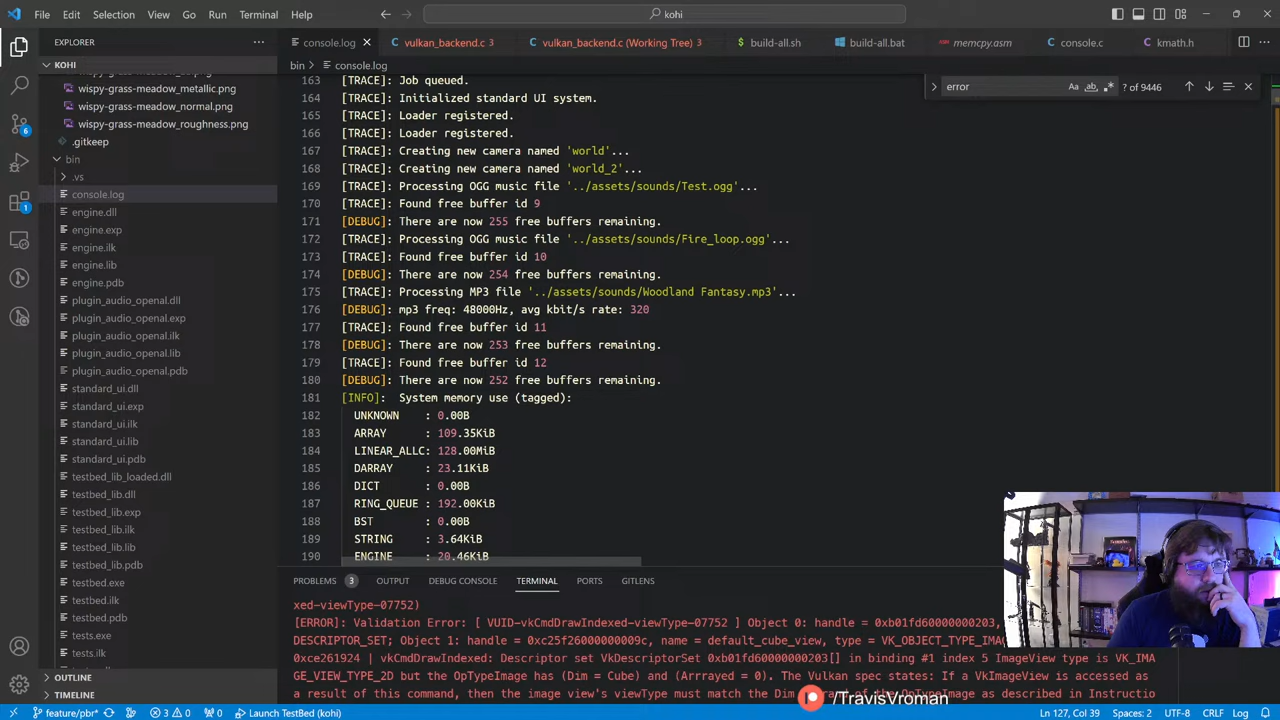 File Edit Selection View Go Run Terminal Help
kohi
EXPLORER
console.log
vulkan_backend.c 3
vulkan_backend.c (Working Tree) 3
build-all.sh
build-all.bat
memcpy.asm
console.c
kmath.h
KOHI
bin > console.log
wispy-grass-meadow_metallic.png
wispy-grass-meadow_normal.png
wispy-grass-meadow_roughness.png
.gitkeep
bin
.vs
console.log
engine.dll
engine.exp
engine.ilk
engine.lib
engine.pdb
plugin_audio_openal.dll
plugin_audio_openal.exp
plugin_audio_openal.ilk
plugin_audio_openal.lib
plugin_audio_openal.pdb
standard_ui.dll
standard_ui.exp
standard_ui.ilk
standard_ui.lib
standard_ui.pdb
testbed_lib_loaded.dll
testbed_lib.dll
testbed_lib.exp
testbed_lib.ilk
testbed_lib.lib
testbed_lib.pdb
testbed.exe
testbed.ilk
testbed.pdb
tests.exe
tests.ilk
OUTLINE
TIMELINE
error
Aa ab .* ? of 9446
163 [TRACE]: Job queued.
164 [TRACE]: Initialized standard UI system.
165 [TRACE]: Loader registered.
166 [TRACE]: Loader registered.
167 [TRACE]: Creating new camera named 'world'...
168 [TRACE]: Creating new camera named 'world_2'...
169 [TRACE]: Processing OGG music file '../assets/sounds/Test.ogg'...
170 [TRACE]: Found free buffer id 9
171 [DEBUG]: There are now 255 free buffers remaining.
172 [TRACE]: Processing OGG music file '../assets/sounds/Fire_loop.ogg'...
173 [TRACE]: Found free buffer id 10
174 [DEBUG]: There are now 254 free buffers remaining.
175 [TRACE]: Processing MP3 file '../assets/sounds/Woodland Fantasy.mp3'...
176 [DEBUG]: mp3 freq: 48000Hz, avg kbit/s rate: 320
177 [TRACE]: Found free buffer id 11
178 [DEBUG]: There are now 253 free buffers remaining.
179 [TRACE]: Found free buffer id 12
180 [DEBUG]: There are now 252 free buffers remaining.
181 [INFO]: System memory use (tagged):
182 UNKNOWN : 0.00B
183 ARRAY : 109.35KiB
184 LINEAR_ALLC: 128.00MiB
185 DARRAY : 23.11KiB
186 DICT : 0.00B
187 RING_QUEUE : 192.00KiB
188 BST : 0.00B
189 STRING : 3.64KiB
190 ENGINE : 20.46KiB
PROBLEMS 3 OUTPUT DEBUG CONSOLE TERMINAL PORTS GITLENS
xed-viewType-07752)
[ERROR]: Validation Error: [ VUID-vkCmdDrawIndexed-viewType-07752 ] Object 0: handle = 0xb01fd60000000203,
DESCRIPTOR_SET; Object 1: handle = 0xc25f26000000009c, name = default_cube_view, type = VK_OBJECT_TYPE_IMA
0xce261924 | vkCmdDrawIndexed: Descriptor set VkDescriptorSet 0xb01fd60000000203[] in binding #1 index 5 ImageView type is VK_IMA
GE_VIEW_TYPE_2D but the OpTypeImage has (Dim = Cube) and (Arrrayed = 0). The Vulkan spec states: If a VkImageView is accessed as
a result of this command, then the image view's viewType must match the Dim of the OpTypeImage as described in Instructio
/TravisVroman
6
1
feature/pbr* 3 0 0 Launch TestBed (kohi)
Ln 127, Col 39 Spaces: 2 UTF-8 CRLF Log